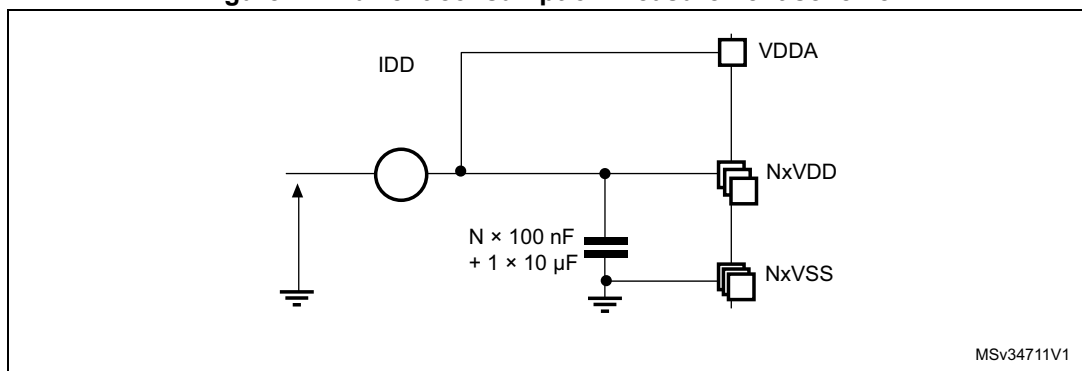 VDDA
IDD
NxVDD
N × 100 nF
+ 1 × 10 µF
NxVSS
MSv34711V1